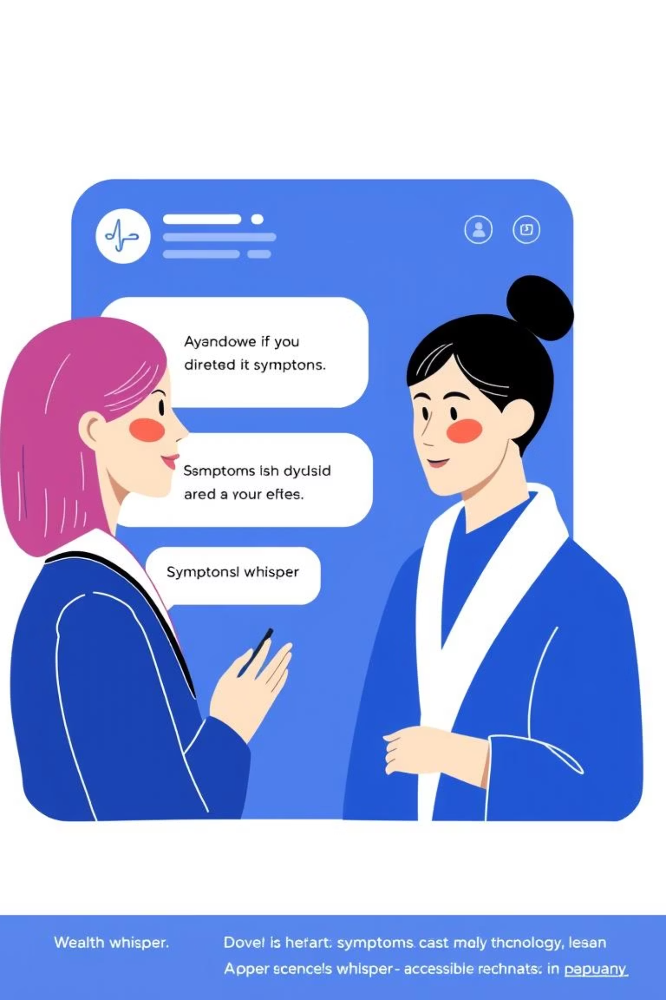 Ayandowe if you
direted it symptons.
Ssmptoms ish dydsid
ared a your eftes.
Symptonsl whisper
Wealth whisper.
Dovel is hefart: symptoms cast moly thcnology, lesan
Apper scencels whisper- accessible rechnats. in papuany.